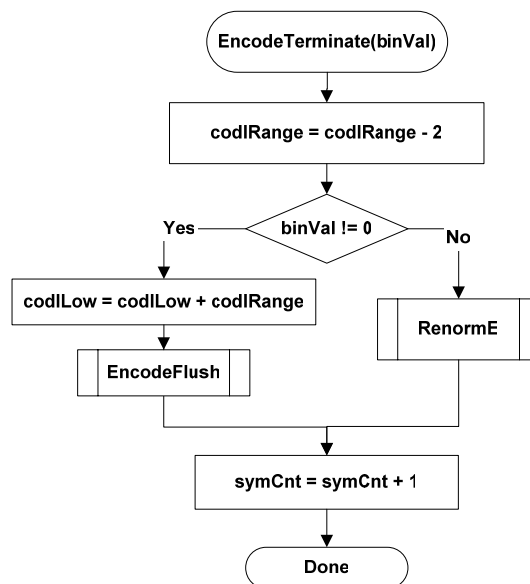 EncodeTerminate(binVal)
codIRange = codIRange - 2
binVal != 0
Yes
No
codILow = codILow + codIRange
RenormE
EncodeFlush
symCnt = symCnt + 1
Done